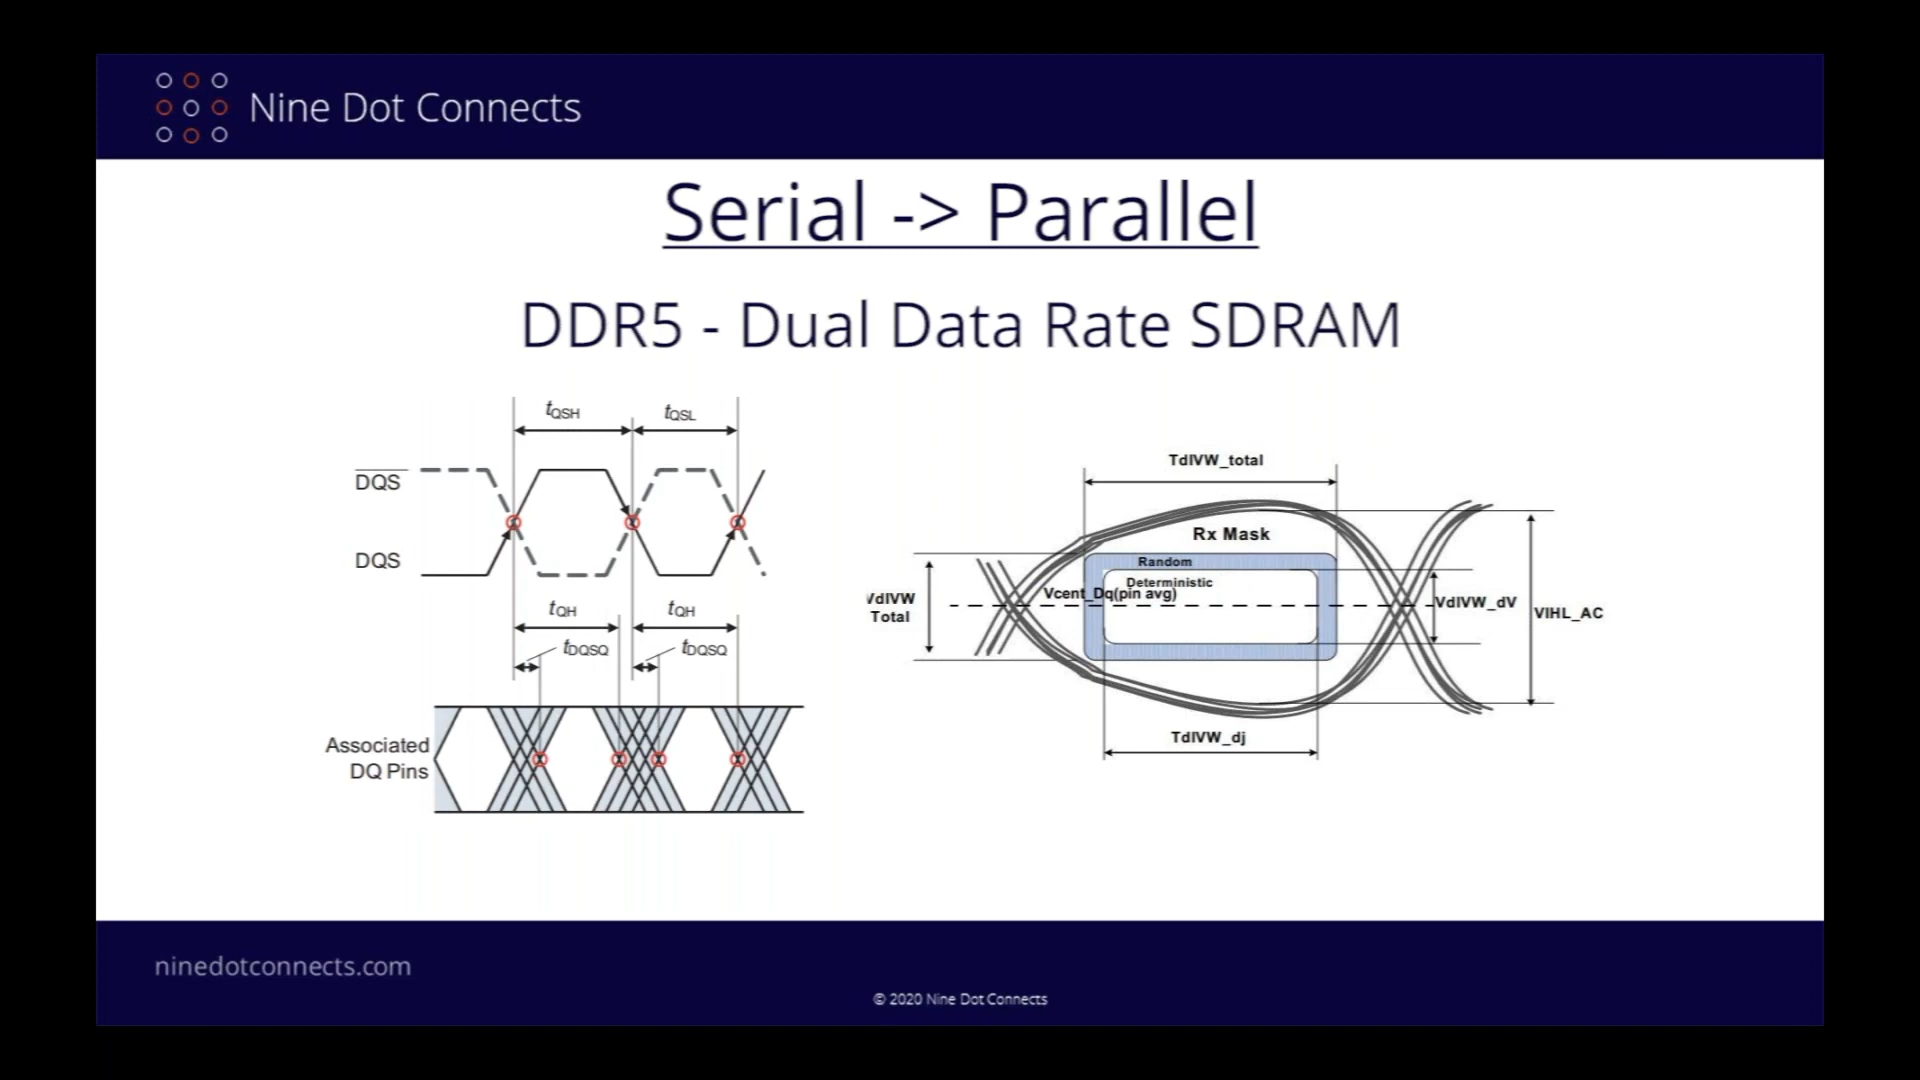 Nine Dot Connects
Serial -> Parallel
DDR5 - Dual Data Rate SDRAM
tQSH
tQSL
DQS
DQS
tQH
tQH
tDQSQ
tDQSQ
Associated
DQ Pins
TdIVW_total
Rx Mask
Random
Deterministic
Vcent_Dq(pin avg)
VdIVW
Total
VdIVW_dV
VIHL_AC
TdIVW_dj
ninedotconnects.com
© 2020 Nine Dot Connects